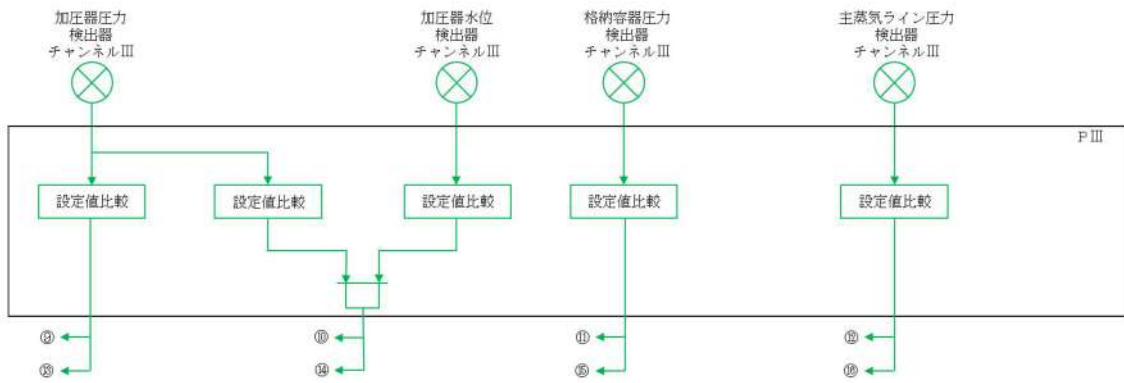 加圧器圧力
検出器
チャンネルⅢ
加圧器水位
検出器
チャンネルⅢ
格納容器圧力
検出器
チャンネルⅢ
主蒸気ライン圧力
検出器
チャンネルⅢ
PⅢ
設定値比較
設定値比較
設定値比較
設定値比較
設定値比較
⑨
⑩
⑪
⑫
⑬
⑭
⑮
⑯